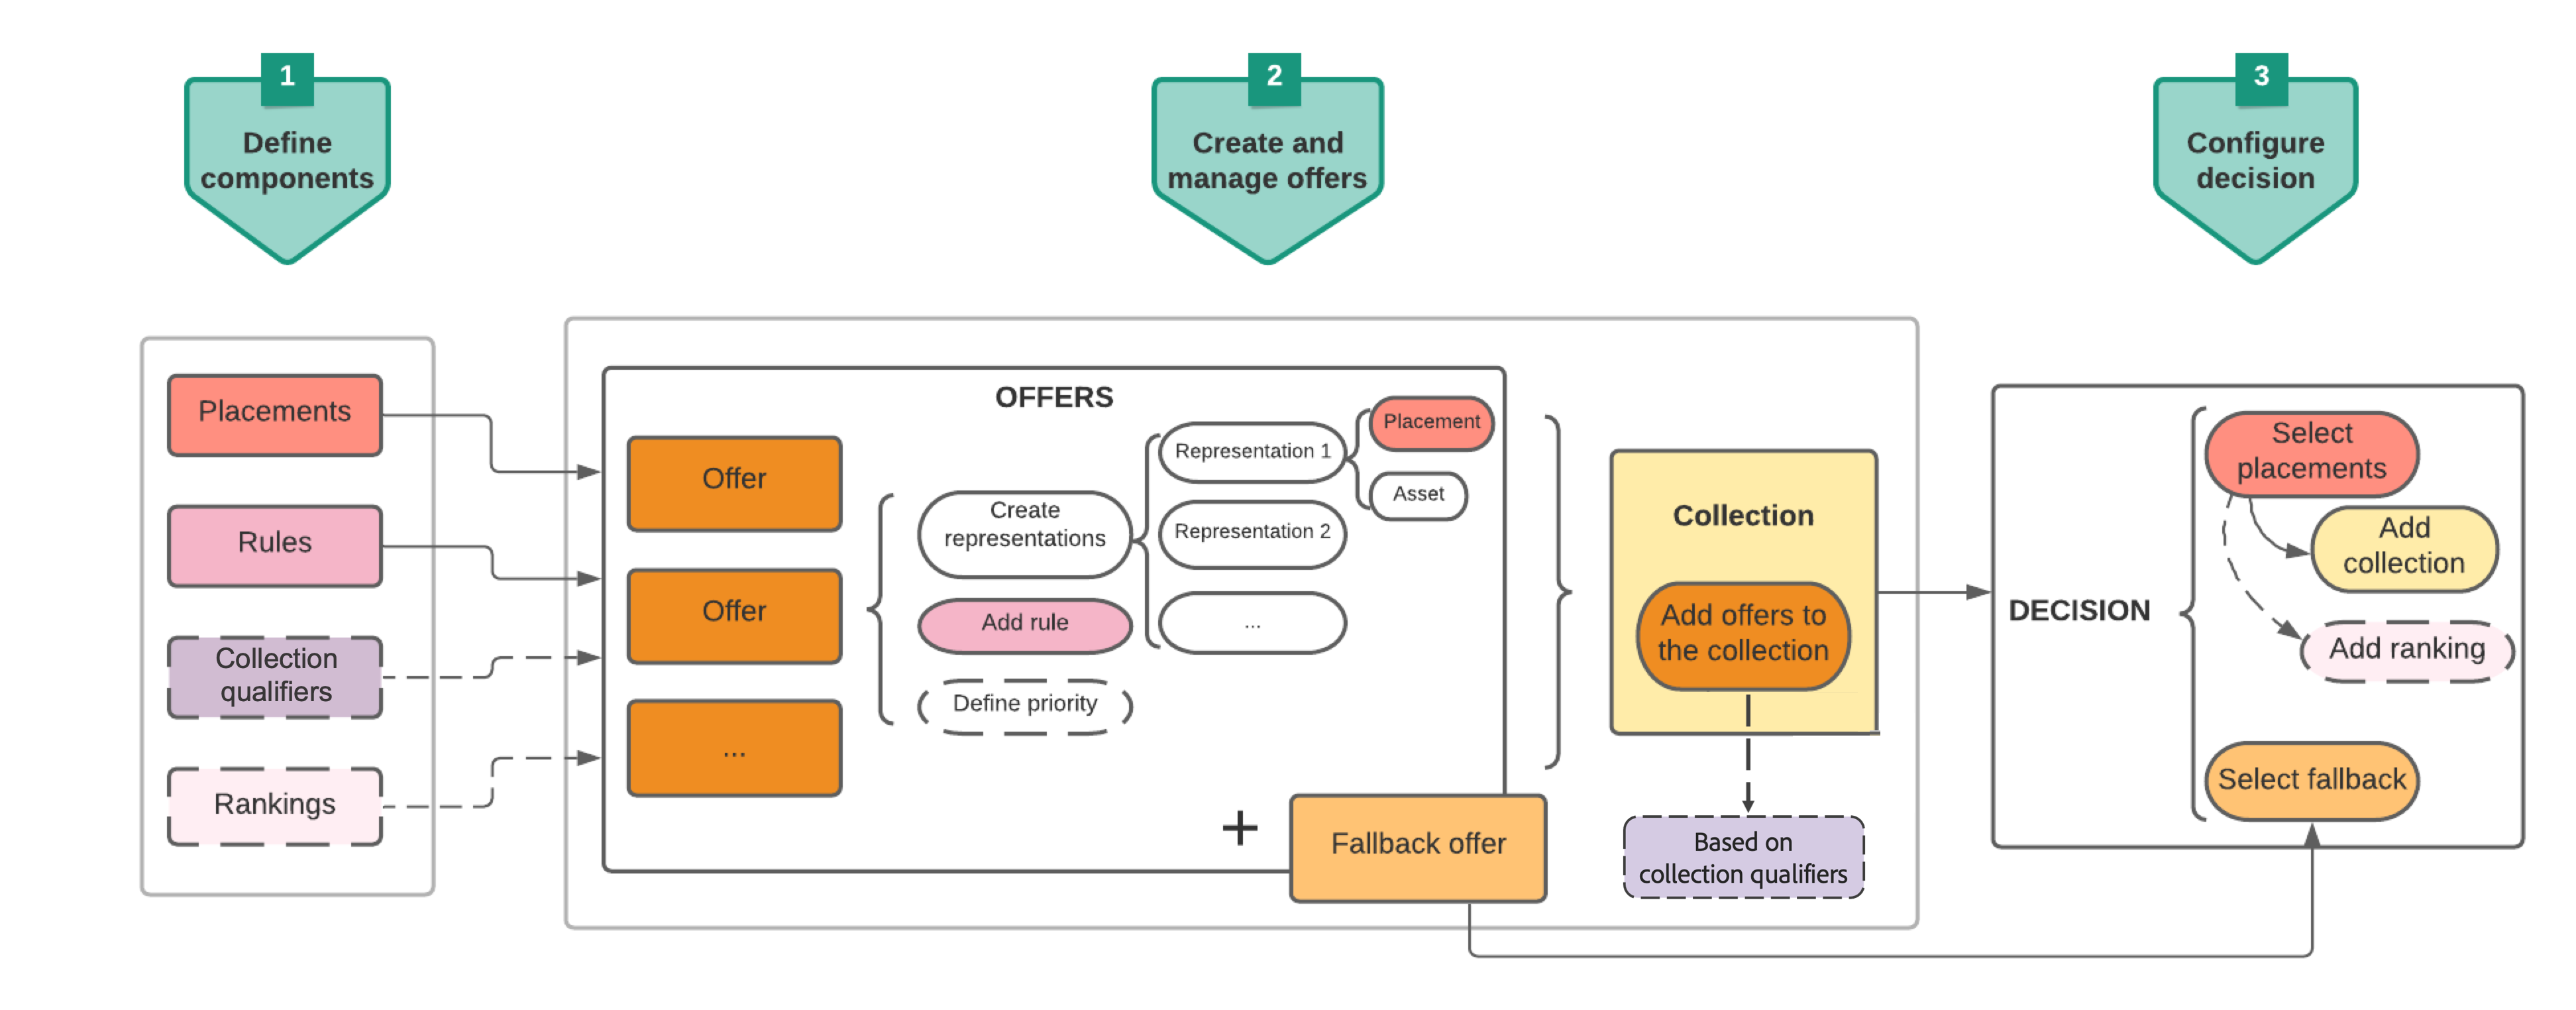 1
Define
components
2
Create and
manage offers
3
Configure
decision
Placements
Rules
Collection
qualifiers
Rankings
OFFERS
Offer
Offer
...
Create
representations
Add rule
Define priority
Representation 1
Representation 2
...
Placement
Asset
+
Fallback offer
Collection
Add offers to
the collection
Based on
collection qualifiers
DECISION
Select
placements
Add
collection
Add ranking
Select fallback